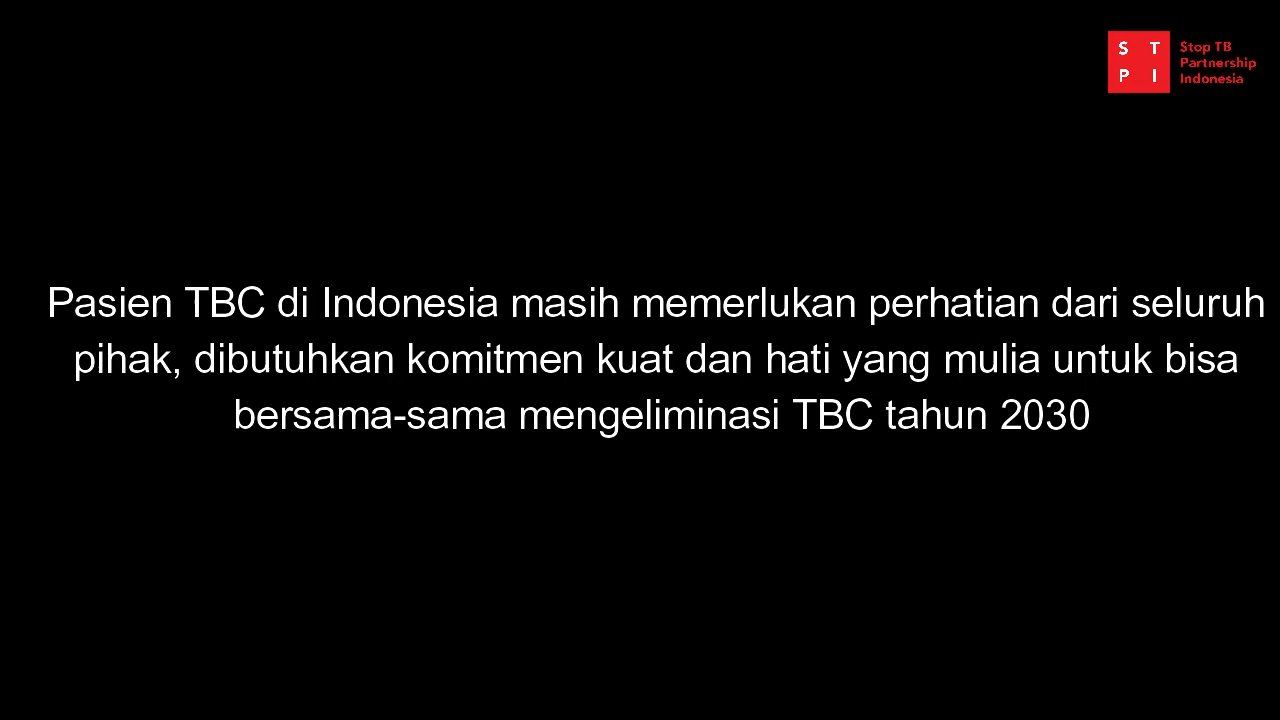 S T
P I
Stop TB
Partnership
Indonesia
Pasien TBC di Indonesia masih memerlukan perhatian dari seluruh
pihak, dibutuhkan komitmen kuat dan hati yang mulia untuk bisa
bersama-sama mengeliminasi TBC tahun 2030